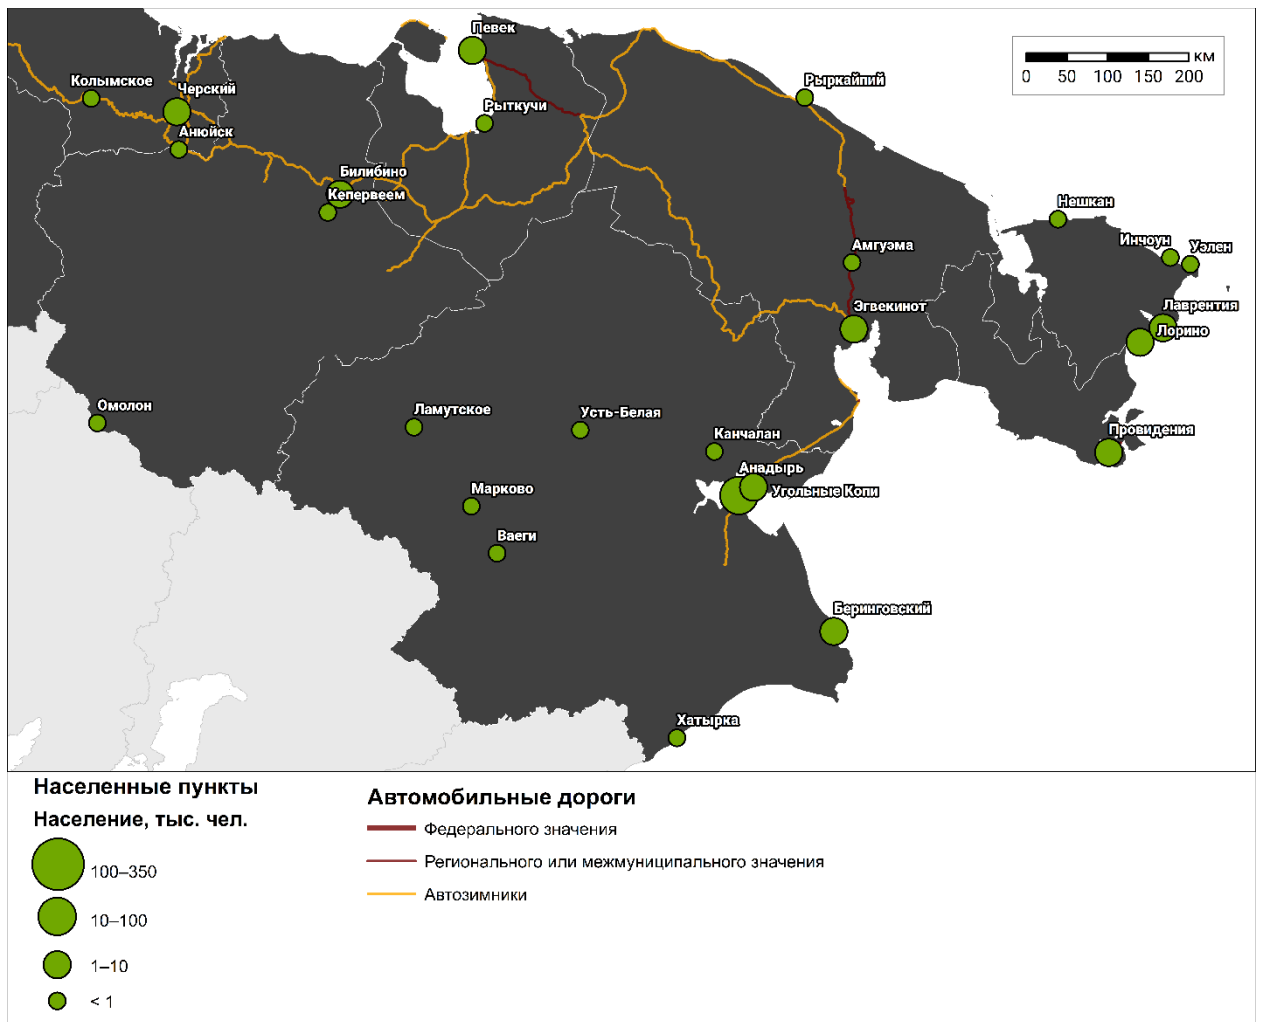 Певек
км
0 50 100 150 200
Колымское
Черский
Рыркайпий
Рыткучи
Анюйск
Билибино
Кепервеем
Нешкан
Инчоун
Уэлен
Амгуэма
Эгвекинот
Лаврентия
Лорино
Омолон
Ламутское
Усть-Белая
Канчалан
Провидения
Анадырь
Угольные Копи
Марково
Ваеги
Беринговский
Хатырка
Населенные пункты
Население, тыс. чел.
100–350
10–100
1–10
< 1
Автомобильные дороги
Федерального значения
Регионального или межмуниципального значения
Автозимники